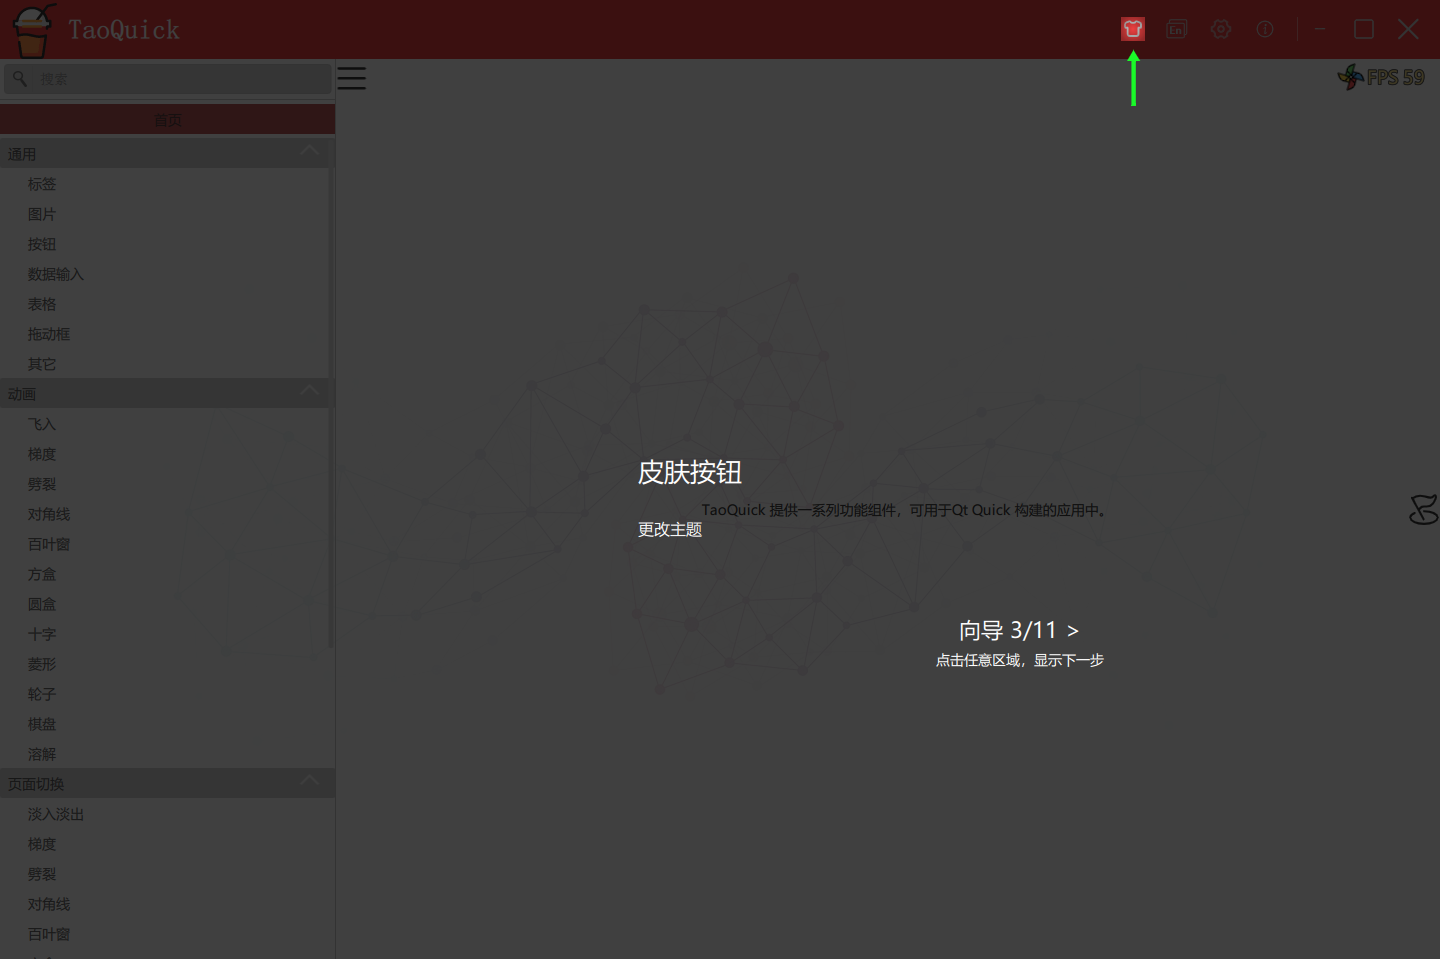 TaoQuick
En
搜索
FPS 59
首页
通用
标签
图片
按钮
数据输入
表格
拖动框
其它
动画
飞入
梯度
劈裂
对角线
百叶窗
方盒
圆盒
十字
菱形
轮子
棋盘
溶解
页面切换
淡入淡出
梯度
劈裂
对角线
百叶窗
皮肤按钮
TaoQuick 提供一系列功能组件，可用于Qt Quick 构建的应用中。
更改主题
向导 3/11 >
点击任意区域，显示下一步